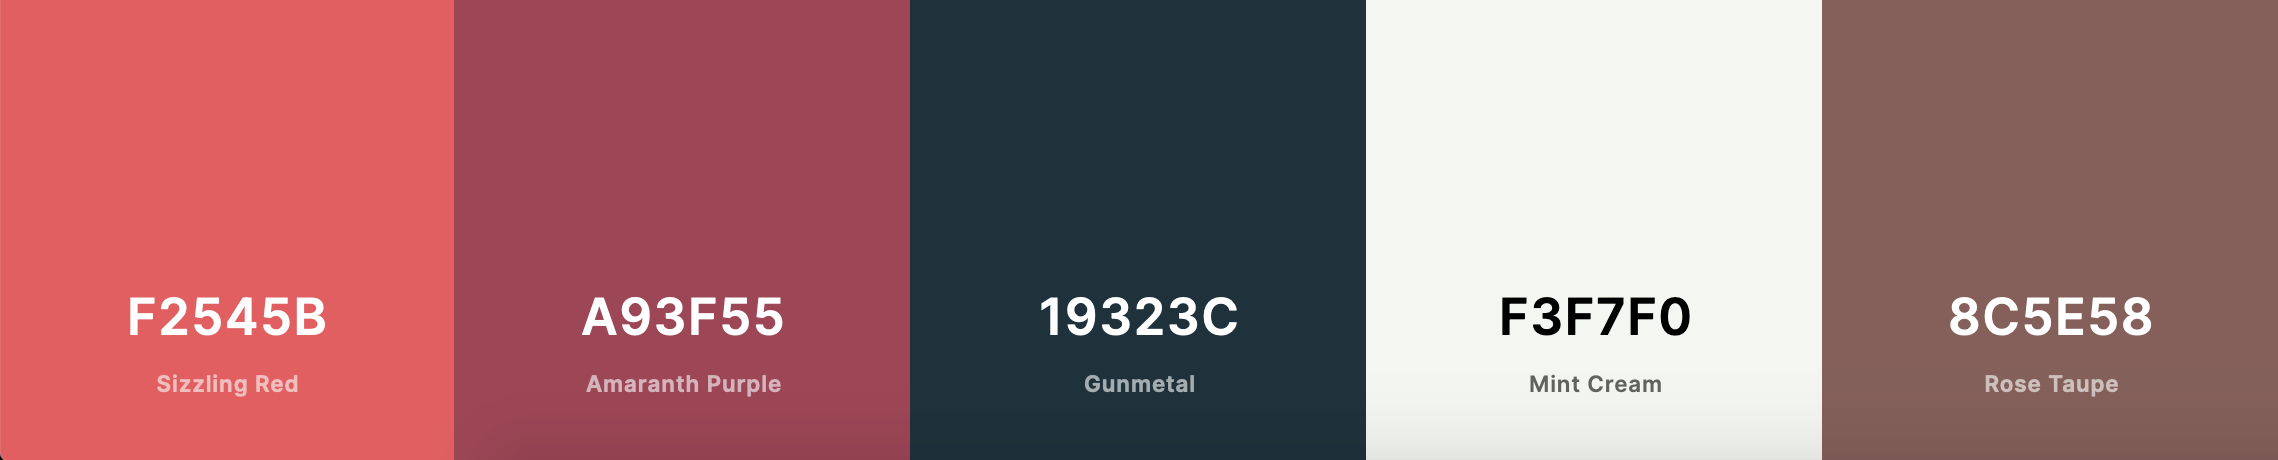 F2545B
Sizzling Red
A93F55
Amaranth Purple
19323C
Gunmetal
F3F7F0
Mint Cream
8C5E58
Rose Taupe